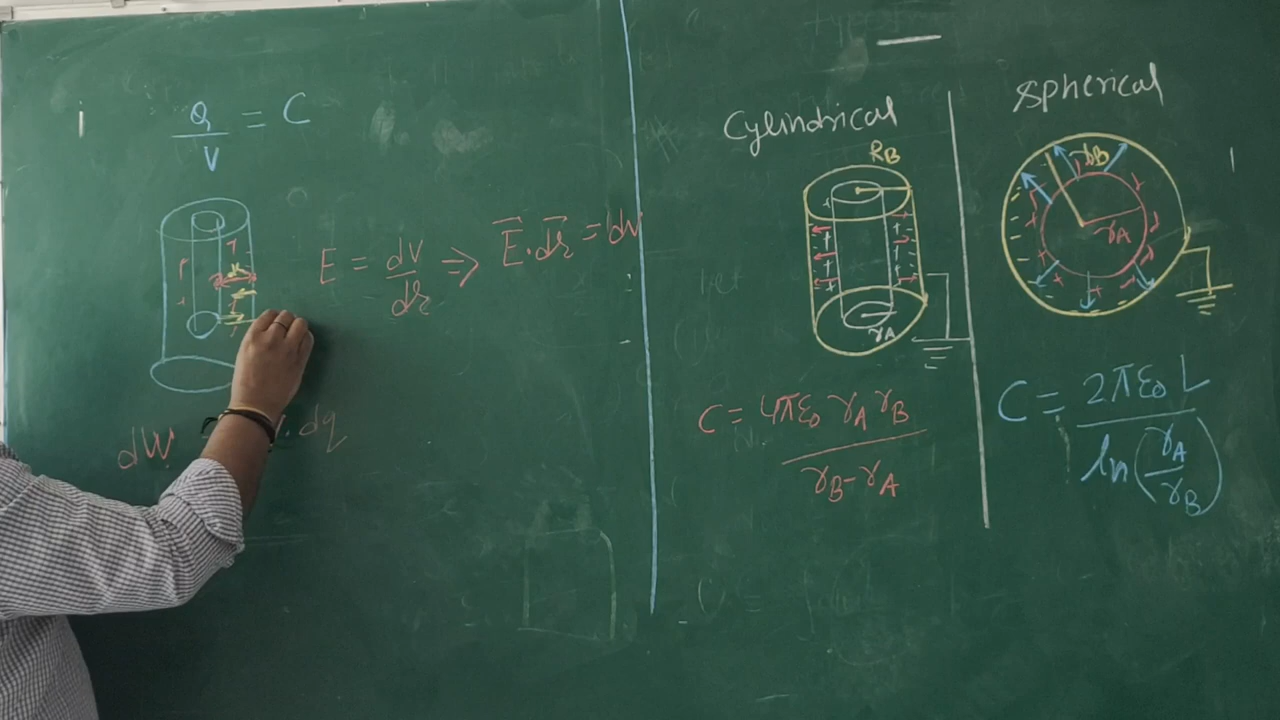 Q/V = C
E = dV/dr ⇒ E⃗·dr⃗ = dV
dW .dq
Cylindrical
RB
rA
C = 4πε₀ rA rB / rB-rA
Spherical
rB
rA
C = 2πε₀ L / ln(rA/rB)